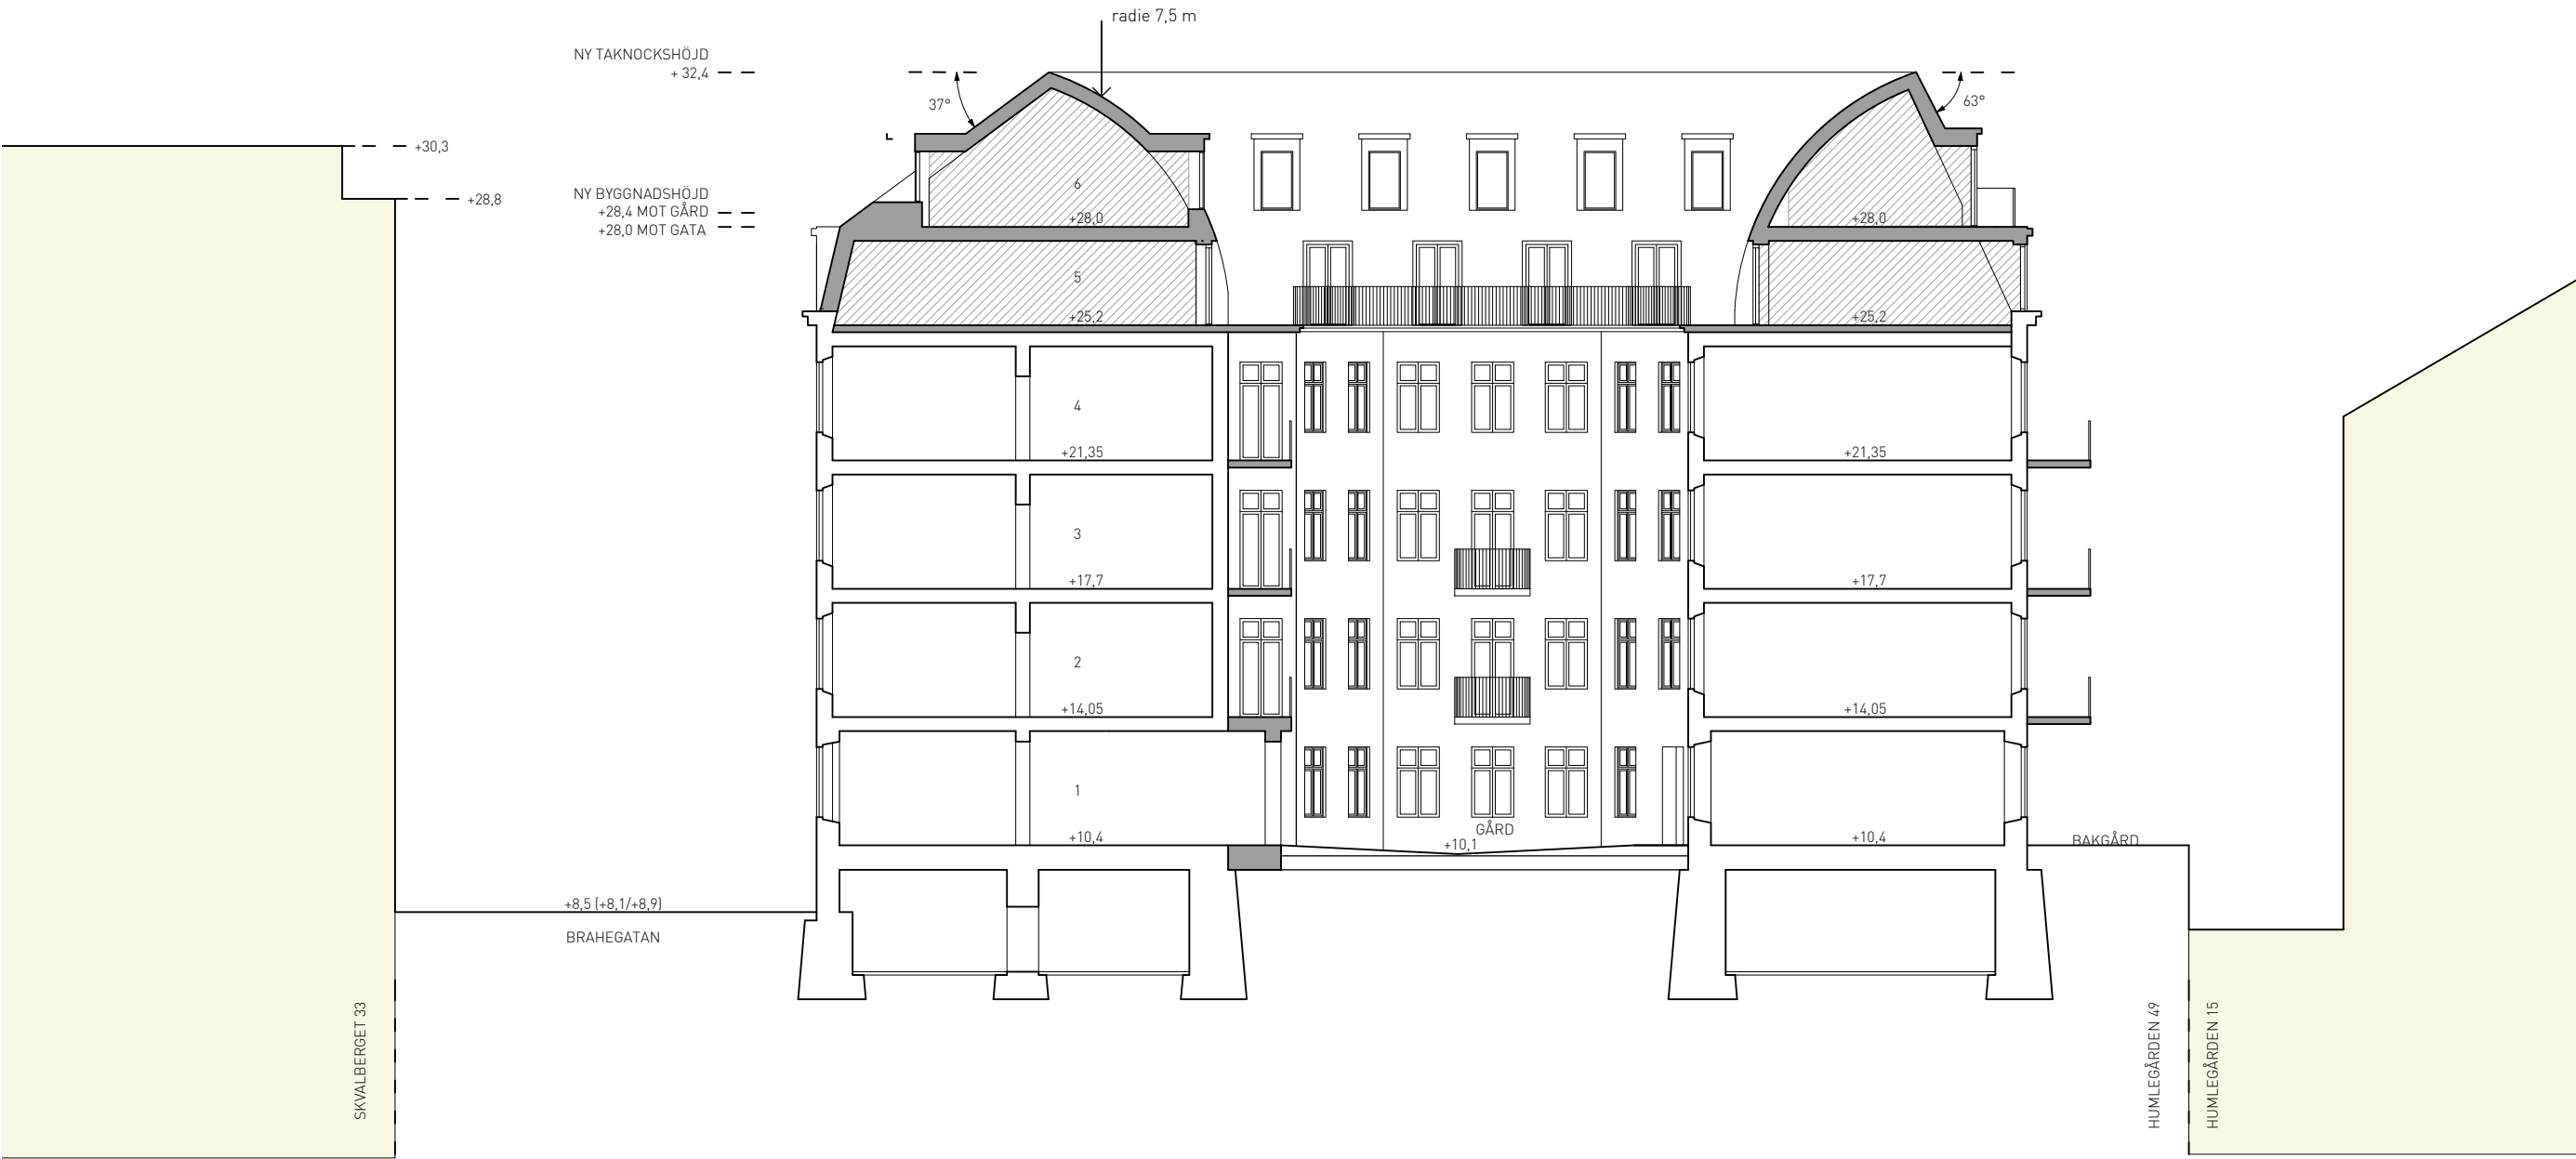 radie 7,5 m
NY TAKNOCKSHÖJD
+ 32,4
37°
63°
+30,3
+28,8
NY BYGGNADSHÖJD
+28,4 MOT GÅRD
+28,0 MOT GATA
6
+28,0
+28,0
5
+25,2
+25,2
4
+21,35
+21,35
3
+17,7
+17,7
2
+14,05
+14,05
1
+10,4
GÅRD
+10,1
+10,4
BAKGÅRD
+8,5 (+8,1/+8,9)
BRAHEGATAN
SKVALBERGET 33
HUMLEGÅRDEN 49
HUMLEGÅRDEN 15